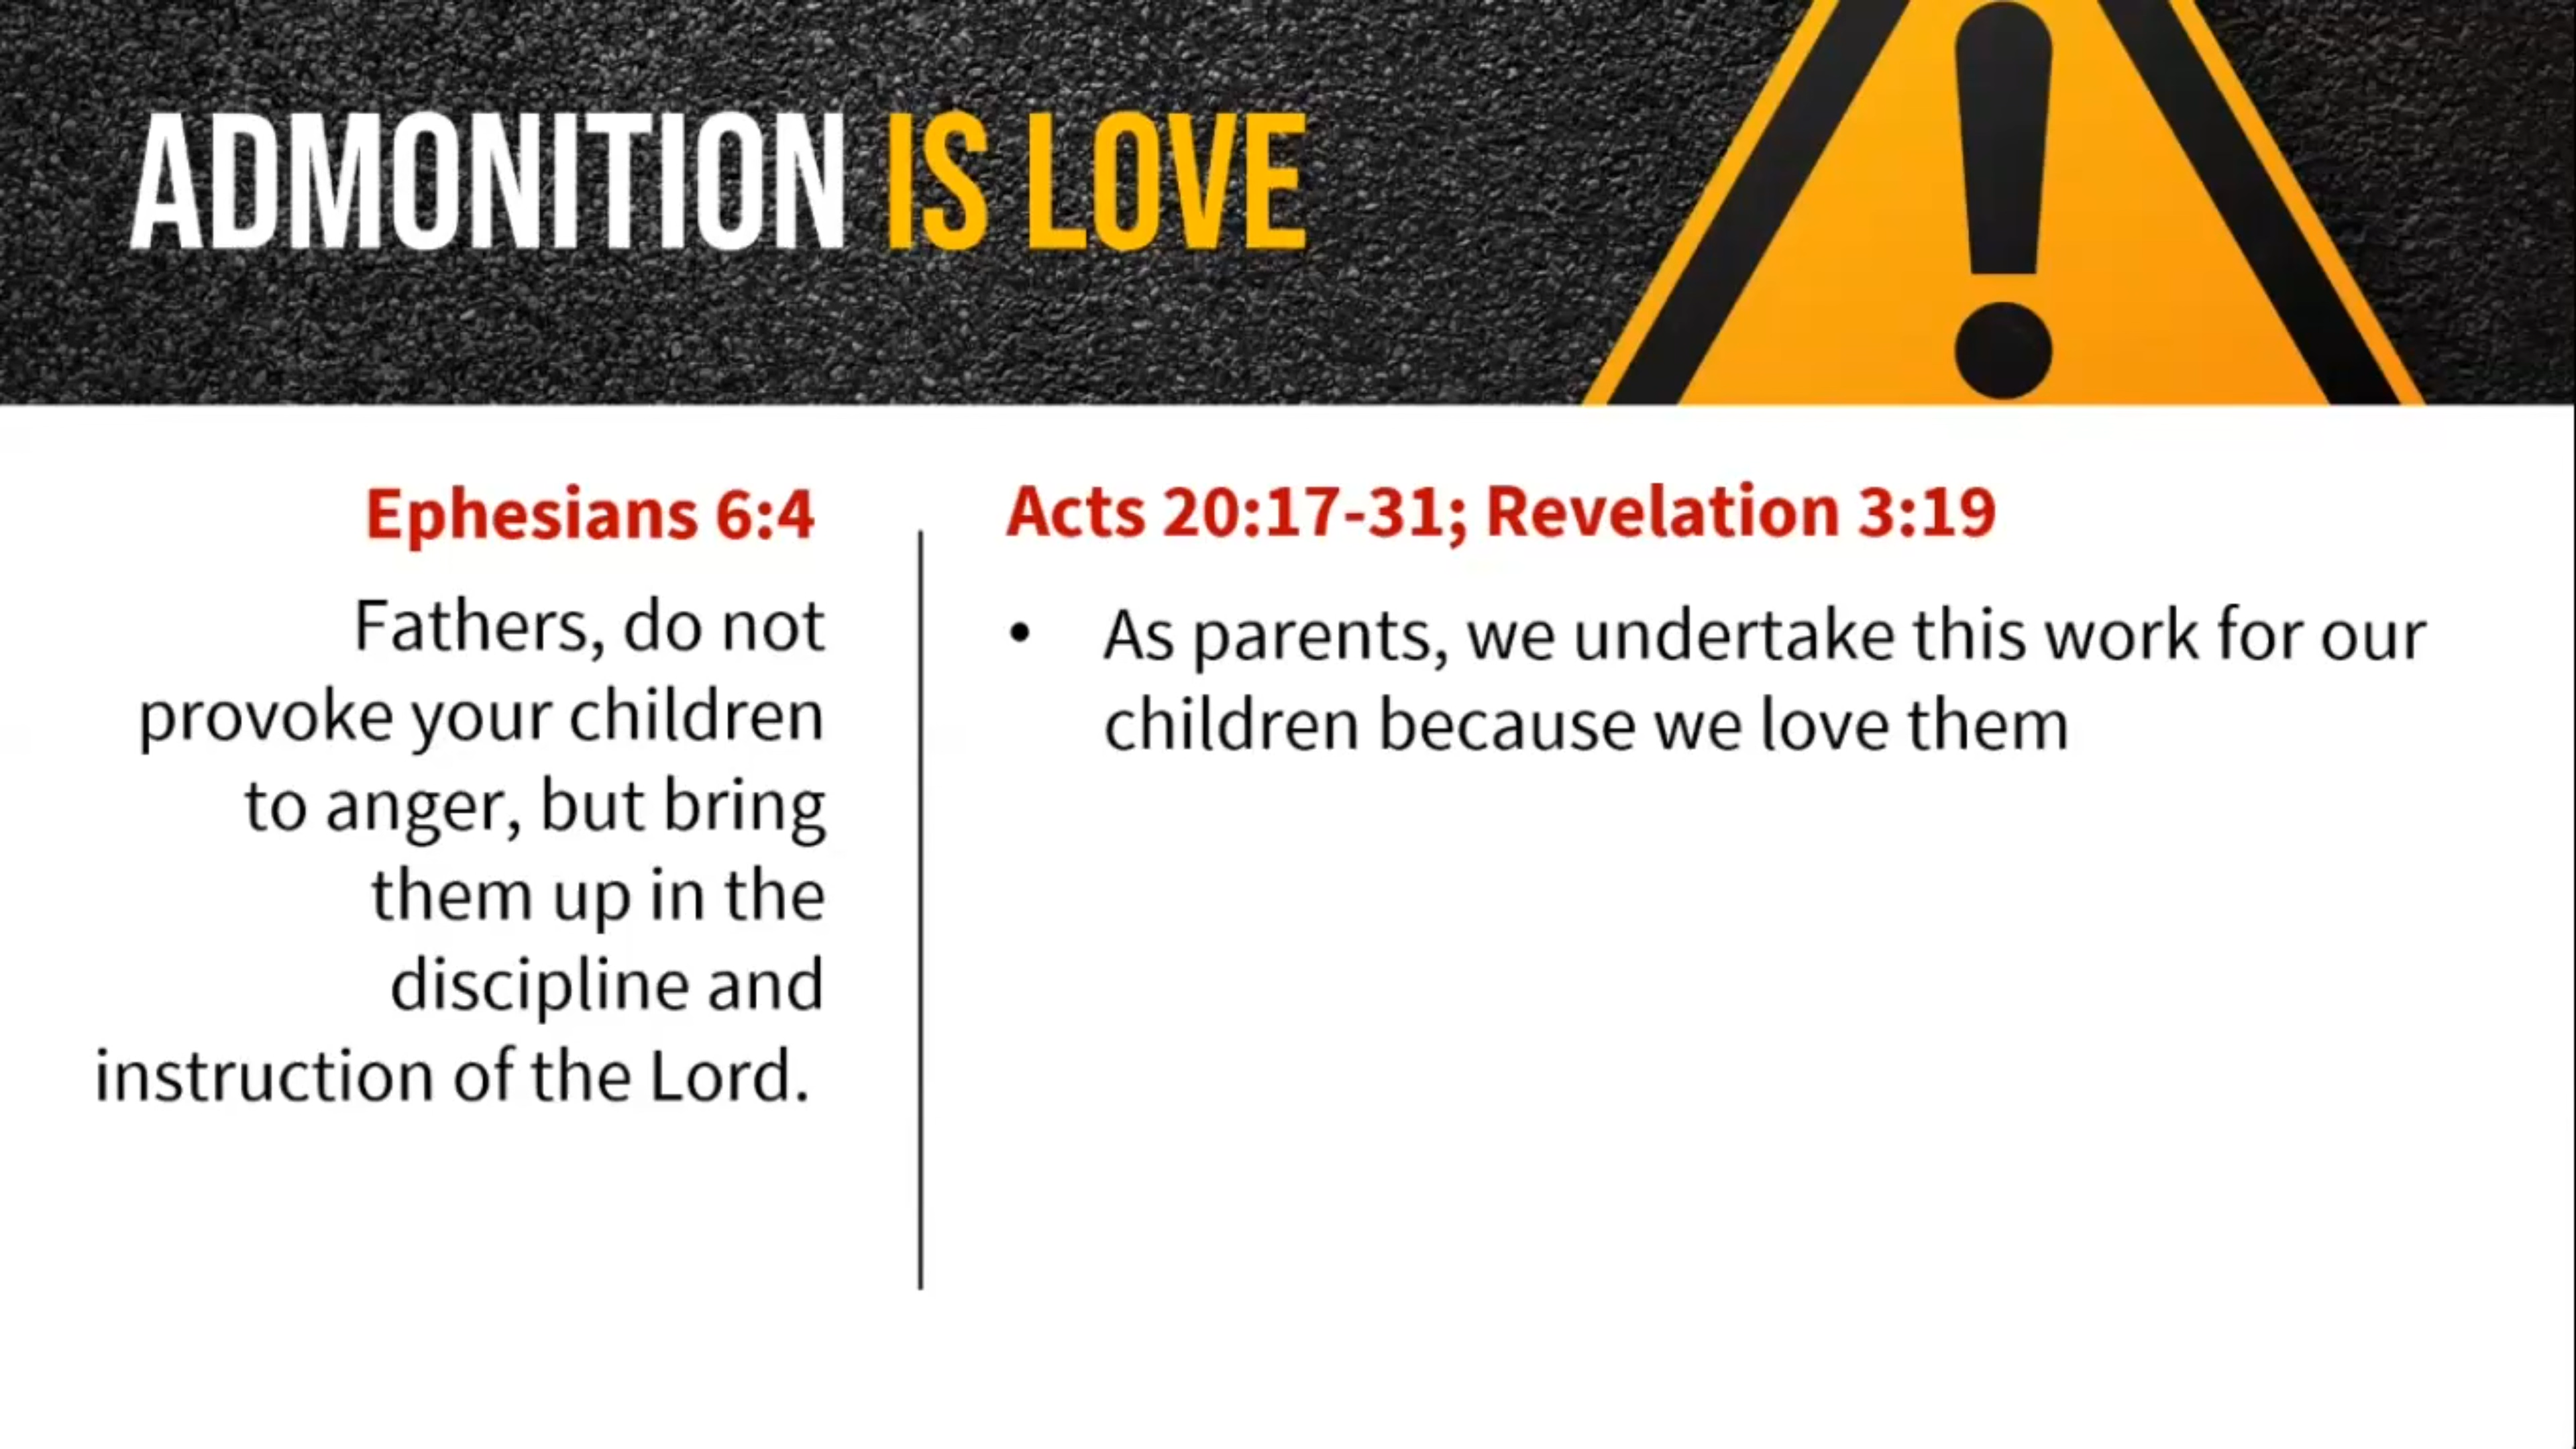 ADMONITION IS LOVE
Ephesians 6:4
Fathers, do not
provoke your children
to anger, but bring
them up in the
discipline and
instruction of the Lord.
Acts 20:17-31; Revelation 3:19
• As parents, we undertake this work for our
children because we love them